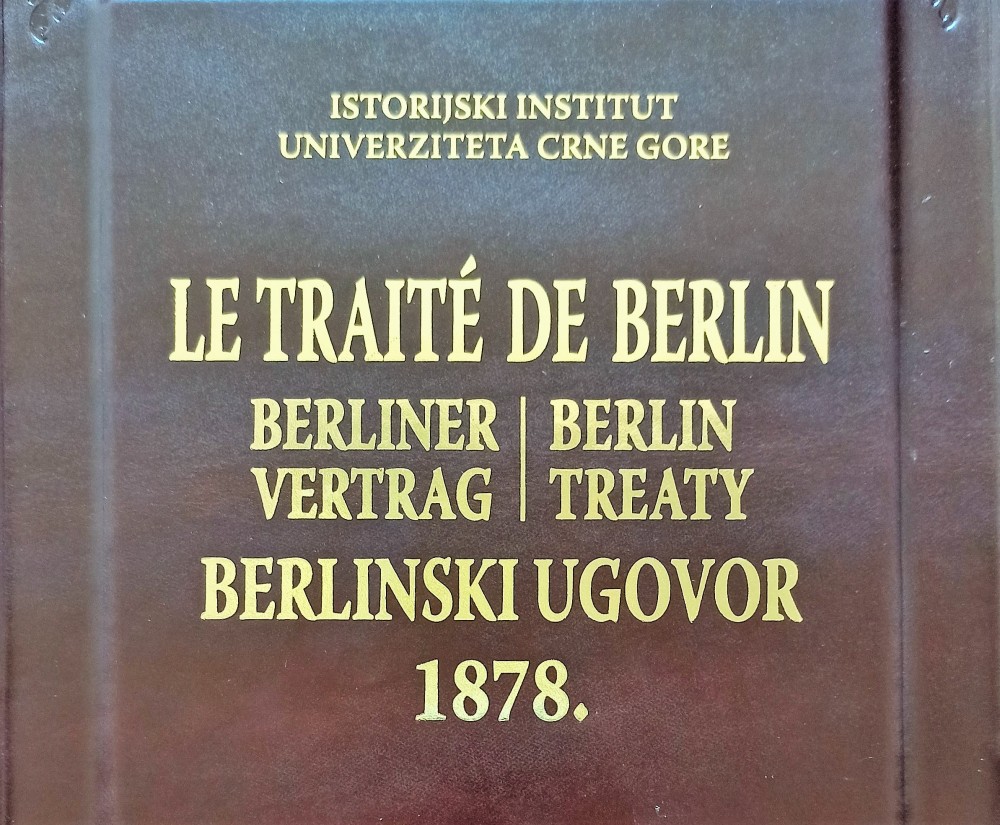 ISTORIJSKI INSTITUT
UNIVERZITETA CRNE GORE
LE TRAITÉ DE BERLIN
BERLINER
VERTRAG
BERLIN
TREATY
BERLINSKI UGOVOR
1878.